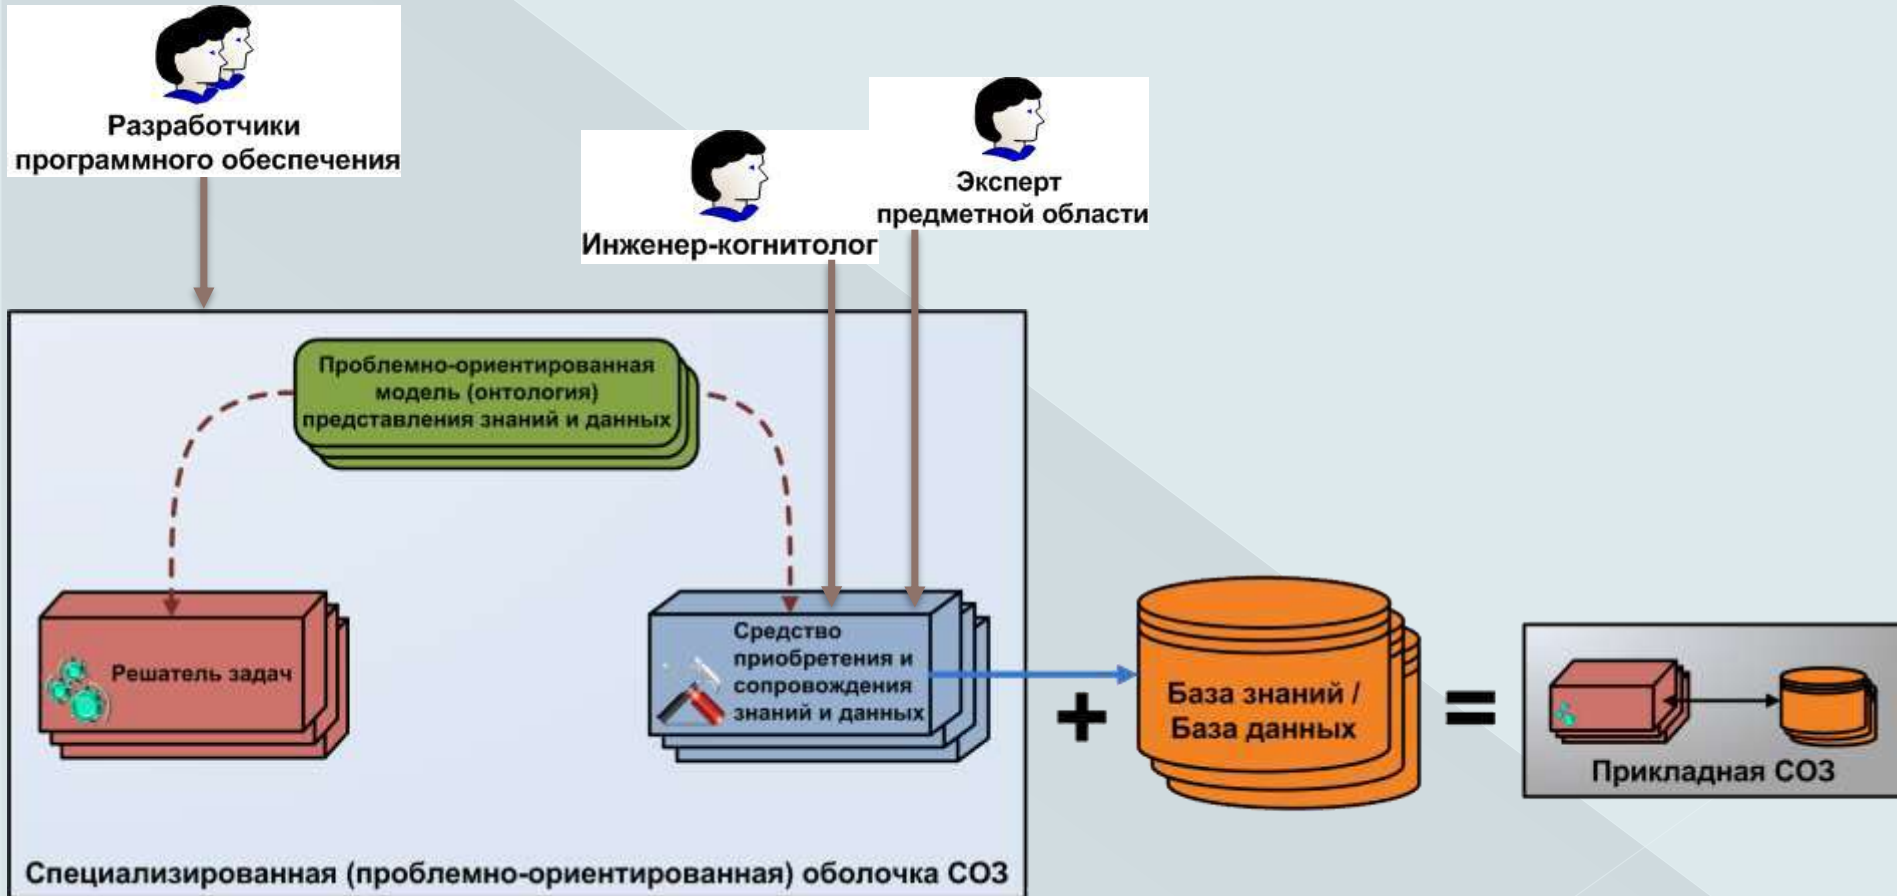 Разработчики
программного обеспечения
Инженер-когнитолог
Эксперт
предметной области
Проблемно-ориентированная
модель (онтология)
представления знаний и данных
Решатель задач
Средство
приобретения и
сопровождения
знаний и данных
+
База знаний /
База данных
=
Прикладная СОЗ
Специализированная (проблемно-ориентированная) оболочка СОЗ